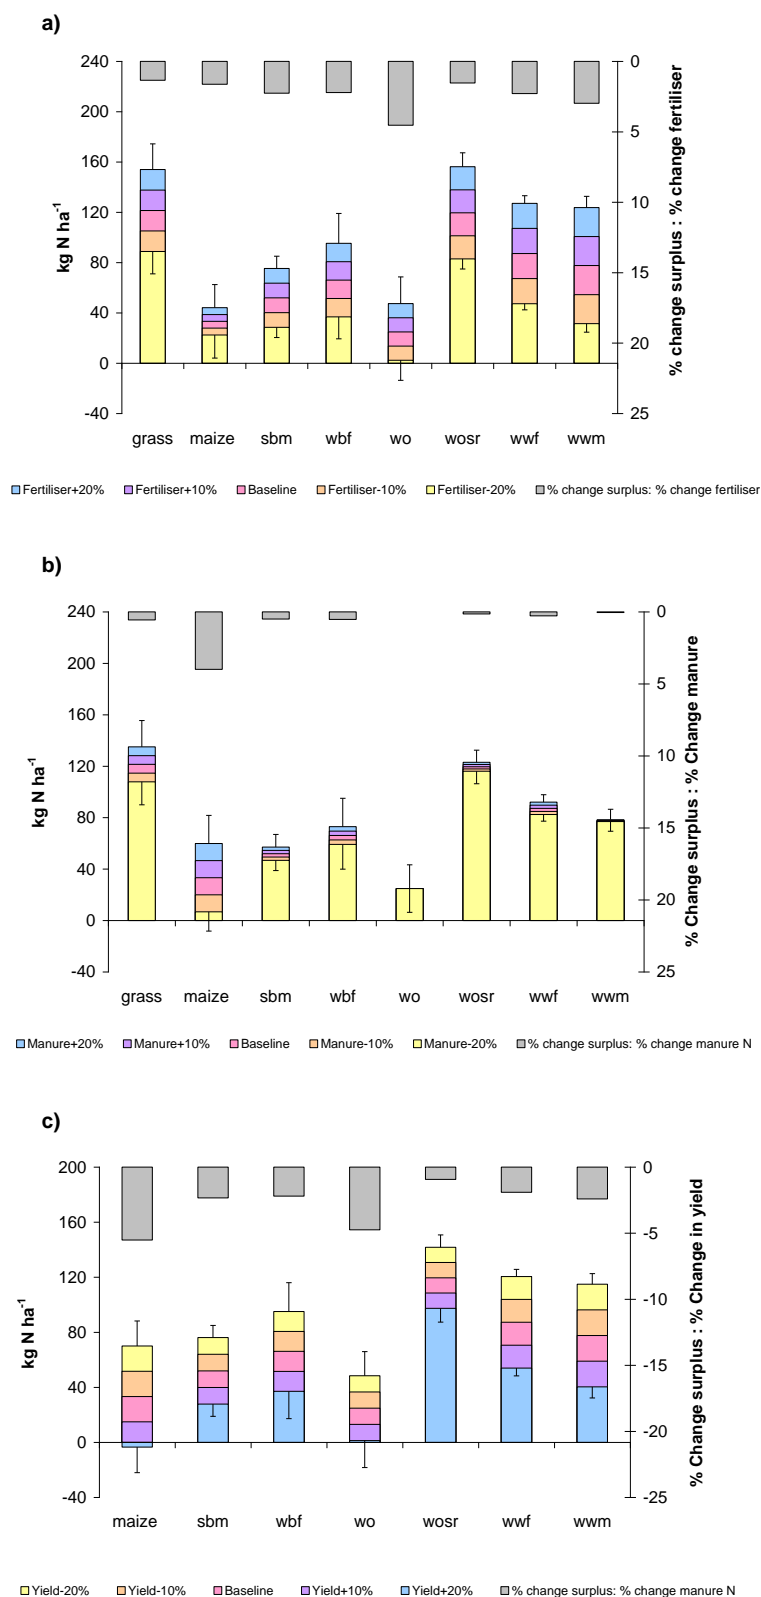 a)
240
200
160
120
80
40
0
-40
kg N ha-1
0
5
10
15
20
25
% change surplus : % change fertiliser
grass maize sbm wbf wo wosr wwf wwm
Fertiliser+20% Fertiliser+10% Baseline Fertiliser-10% Fertiliser-20% % change surplus: % change fertiliser
b)
240
200
160
120
80
40
0
-40
kg N ha-1
0
5
10
15
20
25
% Change surplus : % Change manure
grass maize sbm wbf wo wosr wwf wwm
Manure+20% Manure+10% Baseline Manure-10% Manure-20% % change surplus: % change manure N
c)
200
160
120
80
40
0
-40
kg N ha-1
0
-5
-10
-15
-20
-25
% Change surplus : % Change in yield
maize sbm wbf wo wosr wwf wwm
Yield-20% Yield-10% Baseline Yield+10% Yield+20% % change surplus: % change manure N